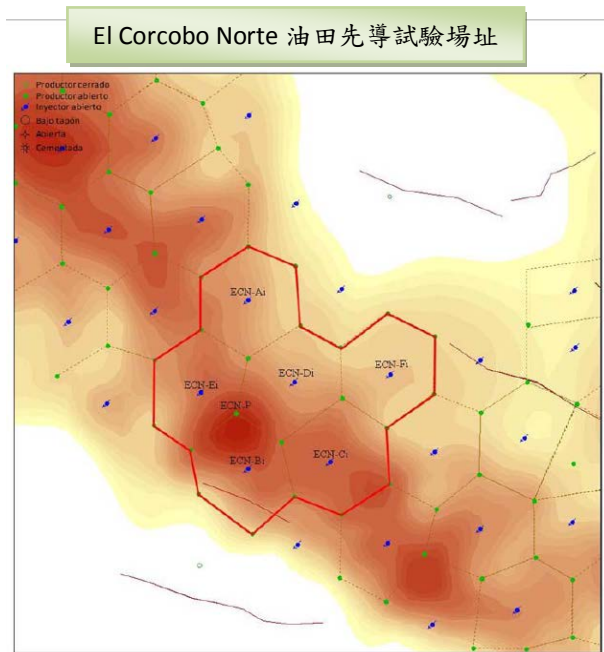 El Corcobo Norte 油田先導試驗場址
Productor cerrado
Productor abierto
Inyector abierto
Bajo tapón
Abierta
Cementada
ECN-Ai
ECN-Di
ECN-Fi
ECN-Ei
ECN-P
ECN-Bi
ECN-Ci